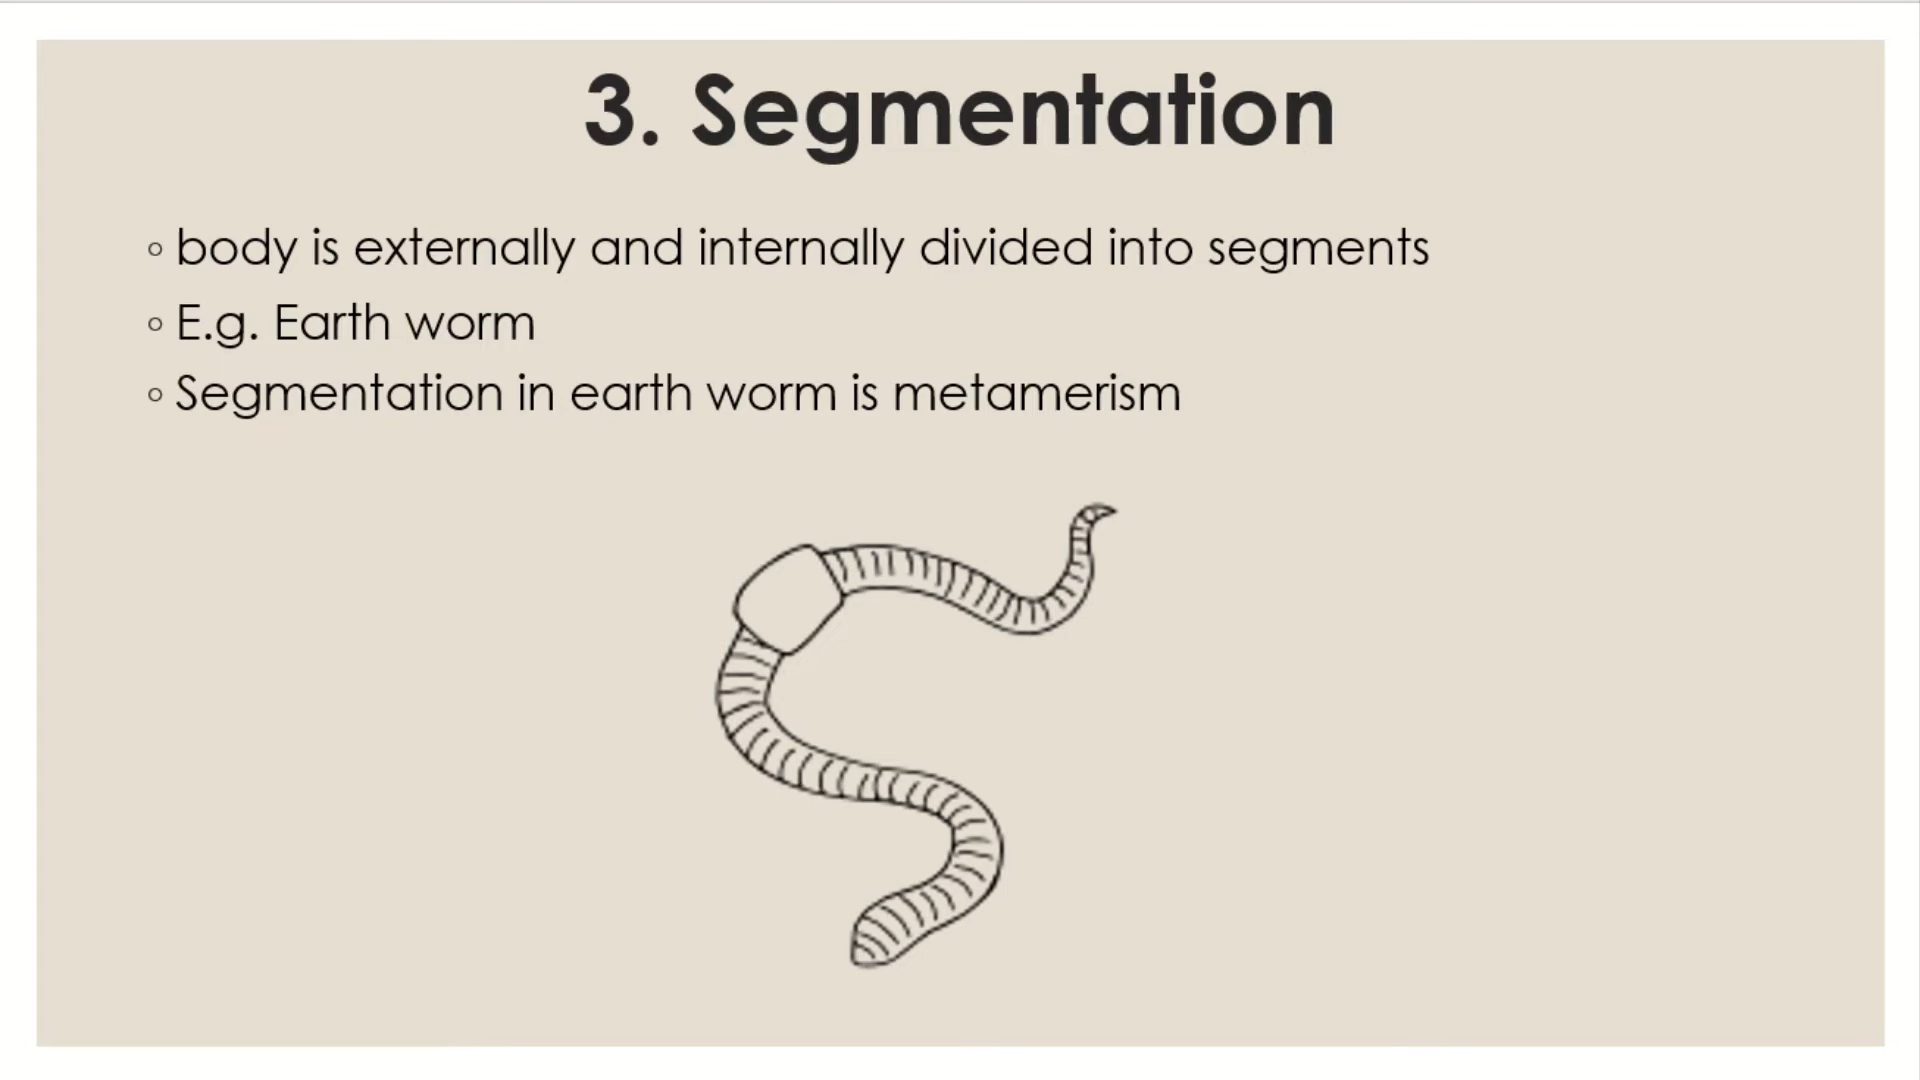 3. Segmentation
◦ body is externally and internally divided into segments
◦ E.g. Earth worm
◦ Segmentation in earth worm is metamerism